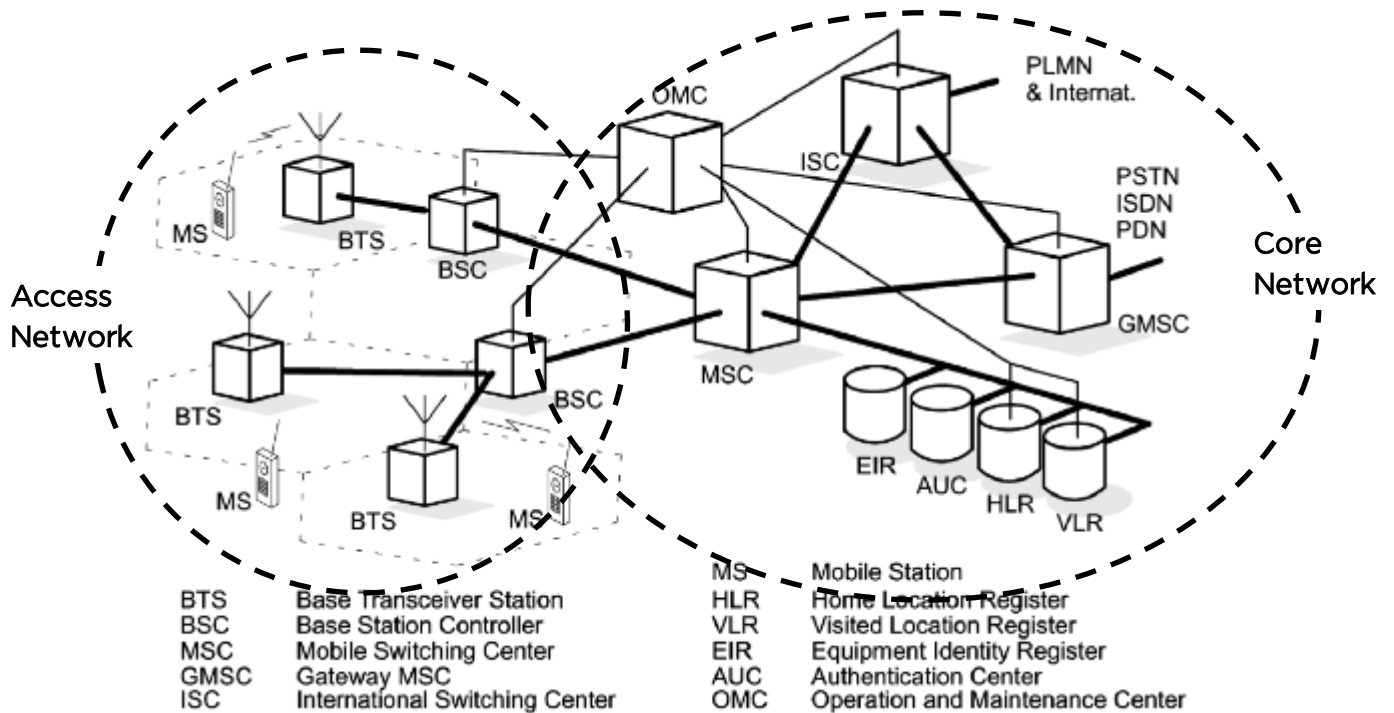 OMC
PLMN
& Internat.
ISC
PSTN
ISDN
PDN
MS
BTS
BSC
Core
Network
Access
Network
GMSC
MSC
BTS
BSC
EIR
AUC
HLR
VLR
MS
BTS
MS
MS Mobile Station
BTS Base Transceiver Station
HLR Home Location Register
BSC Base Station Controller
VLR Visited Location Register
MSC Mobile Switching Center
EIR Equipment Identity Register
GMSC Gateway MSC
AUC Authentication Center
ISC International Switching Center
OMC Operation and Maintenance Center